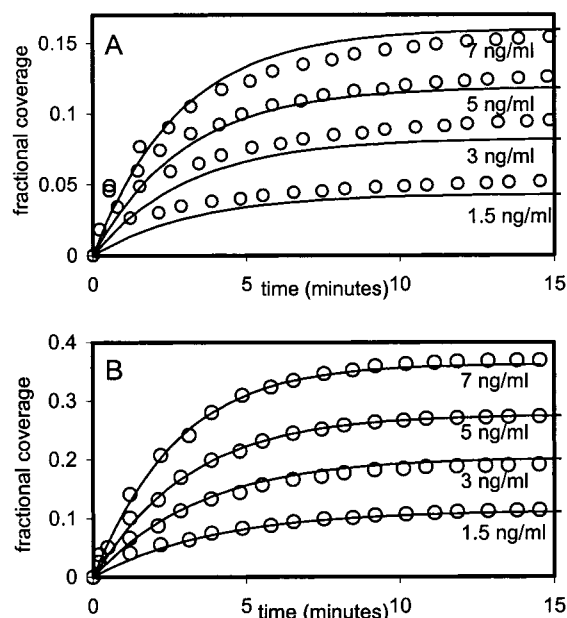 A
fractional coverage
0.15
0.1
0.05
0
7 ng/ml
5 ng/ml
3 ng/ml
1.5 ng/ml
0
5
10
15
time (minutes)
B
fractional coverage
0.4
0.3
0.2
0.1
0
7 ng/ml
5 ng/ml
3 ng/ml
1.5 ng/ml
0
5
10
15
time (minutes)